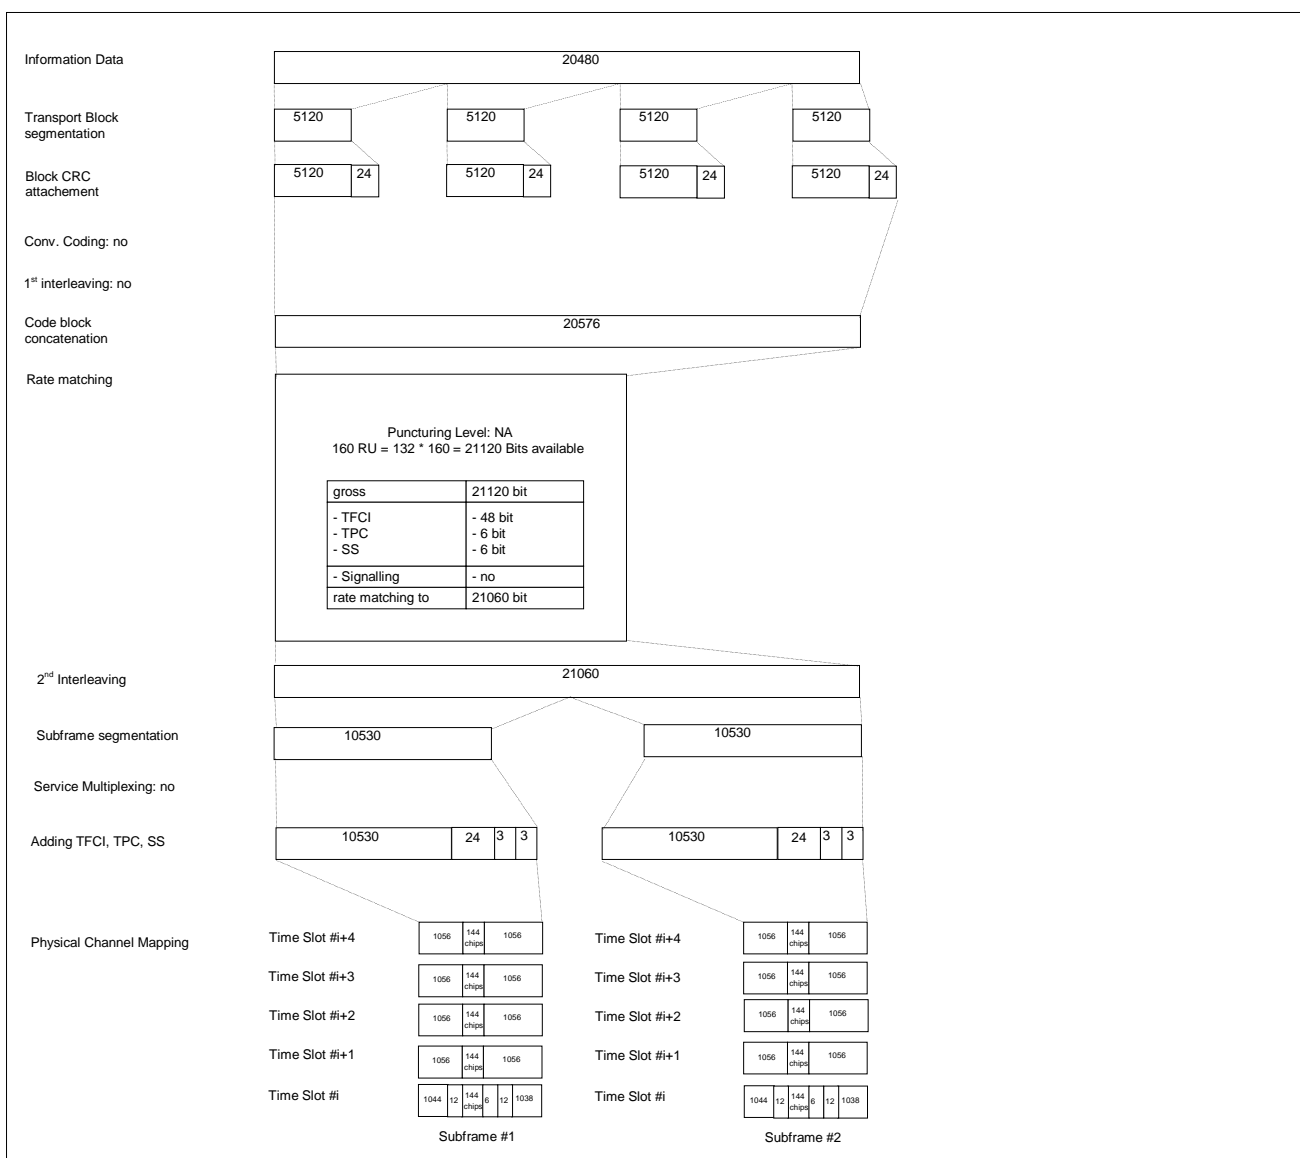 Information Data
20480
Transport Block
segmentation
5120 5120 5120 5120
Block CRC
attachement
5120 24 5120 24 5120 24 5120 24
Conv. Coding: no
1st interleaving: no
Code block
concatenation
20576
Rate matching
Puncturing Level: NA
160 RU = 132 * 160 = 21120 Bits available
gross 21120 bit
- TFCI - 48 bit
- TPC - 6 bit
- SS - 6 bit
- Signalling - no
rate matching to 21060 bit
2nd Interleaving
21060
Subframe segmentation
10530 10530
Service Multiplexing: no
Adding TFCI, TPC, SS
10530 24 3 3 10530 24 3 3
Physical Channel Mapping
Time Slot #i+4 1056 144 chips 1056 Time Slot #i+4 1056 144 chips 1056
Time Slot #i+3 1056 144 chips 1056 Time Slot #i+3 1056 144 chips 1056
Time Slot #i+2 1056 144 chips 1056 Time Slot #i+2 1056 144 chips 1056
Time Slot #i+1 1056 144 chips 1056 Time Slot #i+1 1056 144 chips 1056
Time Slot #i 1044 12 144 chips 6 12 1038 Time Slot #i 1044 12 144 chips 6 12 1038
Subframe #1 Subframe #2